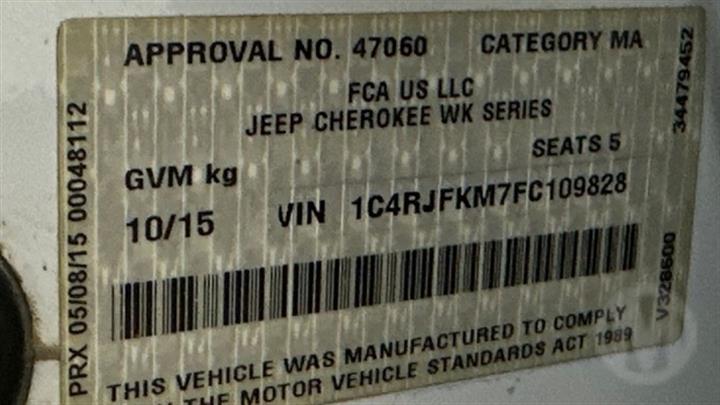 APPROVAL NO. 47060 CATEGORY MA
FCA US LLC
JEEP CHEROKEE WK SERIES
SEATS 5
GVM kg
10/15 VIN 1C4RJFKM7FC109828
THIS VEHICLE WAS MANUFACTURED TO COMPLY
THE MOTOR VEHICLE STANDARDS ACT 1989
PRX 05/08/15 00048112
34479452
V328600